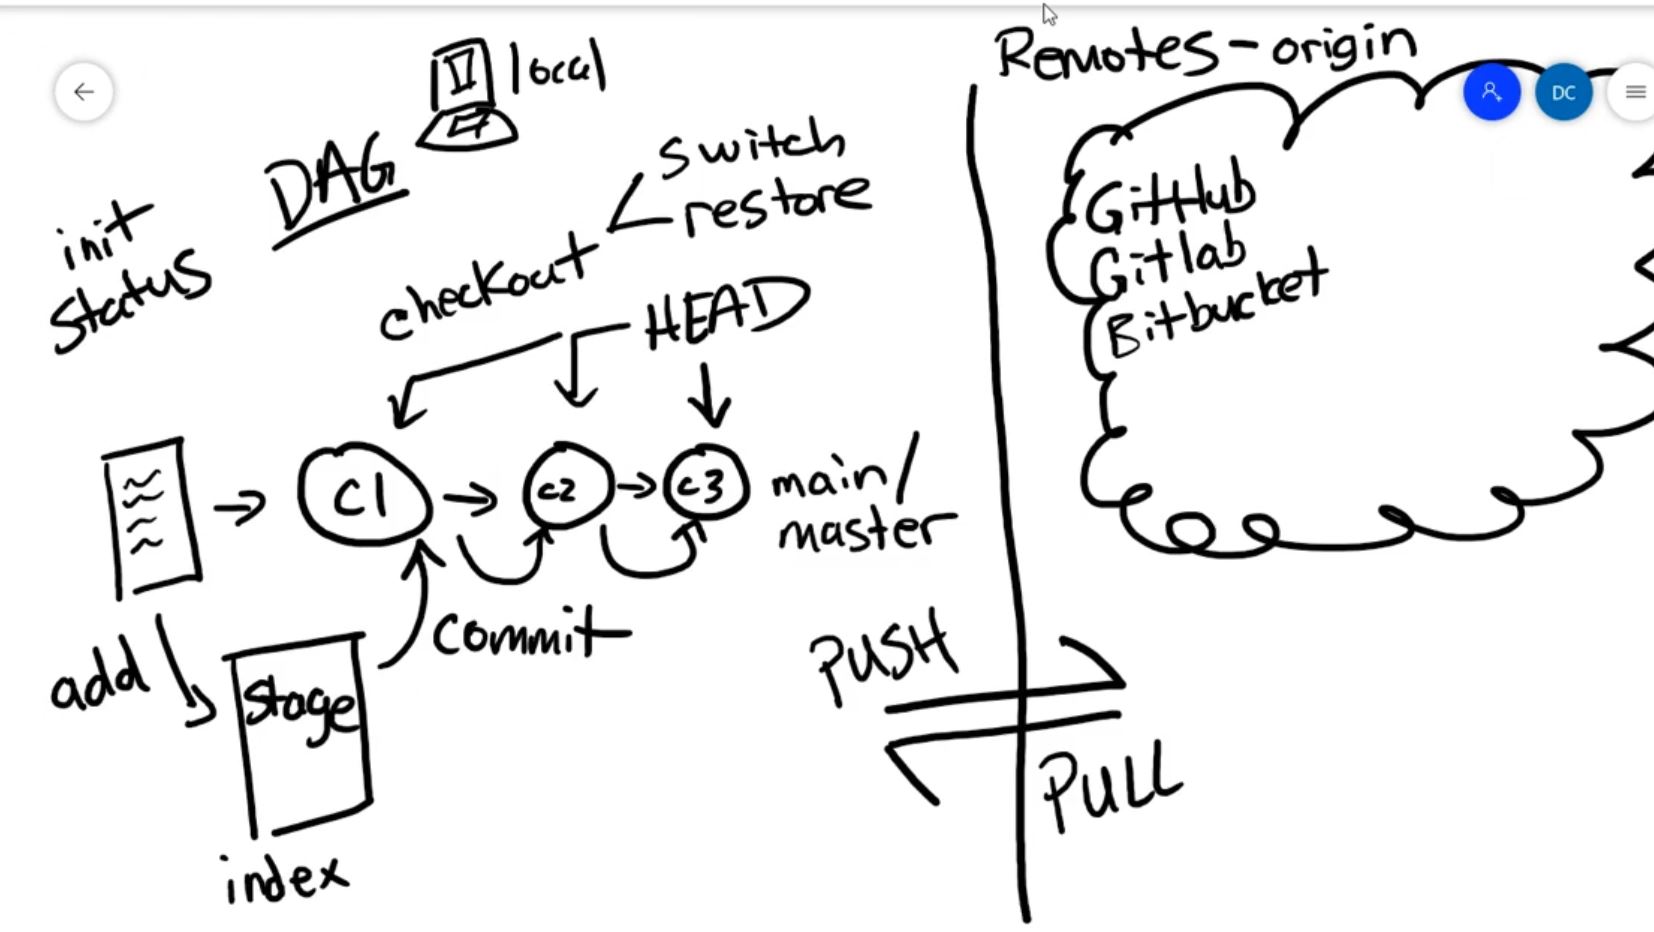 local
Remotes - origin
DC
DAG
switch
restore
init
status
checkout
HEAD
GitHub
Gitlab
Bitbucket
C1
C2
C3
main/
master
commit
add
stage
index
PUSH
PULL